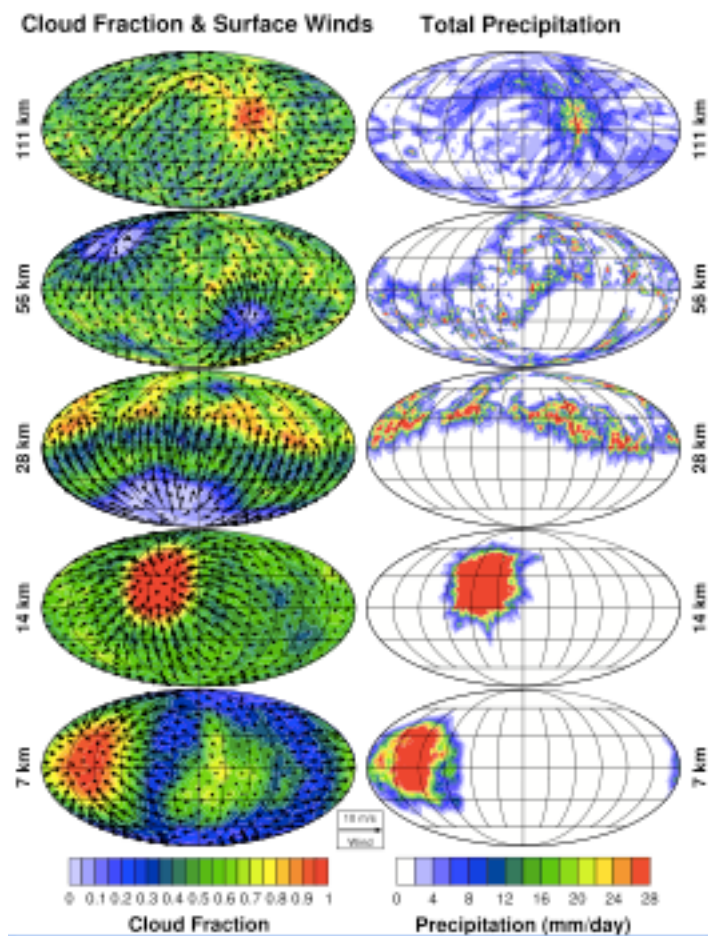 Cloud Fraction & Surface Winds
Total Precipitation
111 km
111 km
56 km
56 km
28 km
28 km
14 km
14 km
7 km
7 km
10 m/s
Wind
0 0.1 0.2 0.3 0.4 0.5 0.6 0.7 0.8 0.9 1
Cloud Fraction
0 4 8 12 16 20 24 28
Precipitation (mm/day)